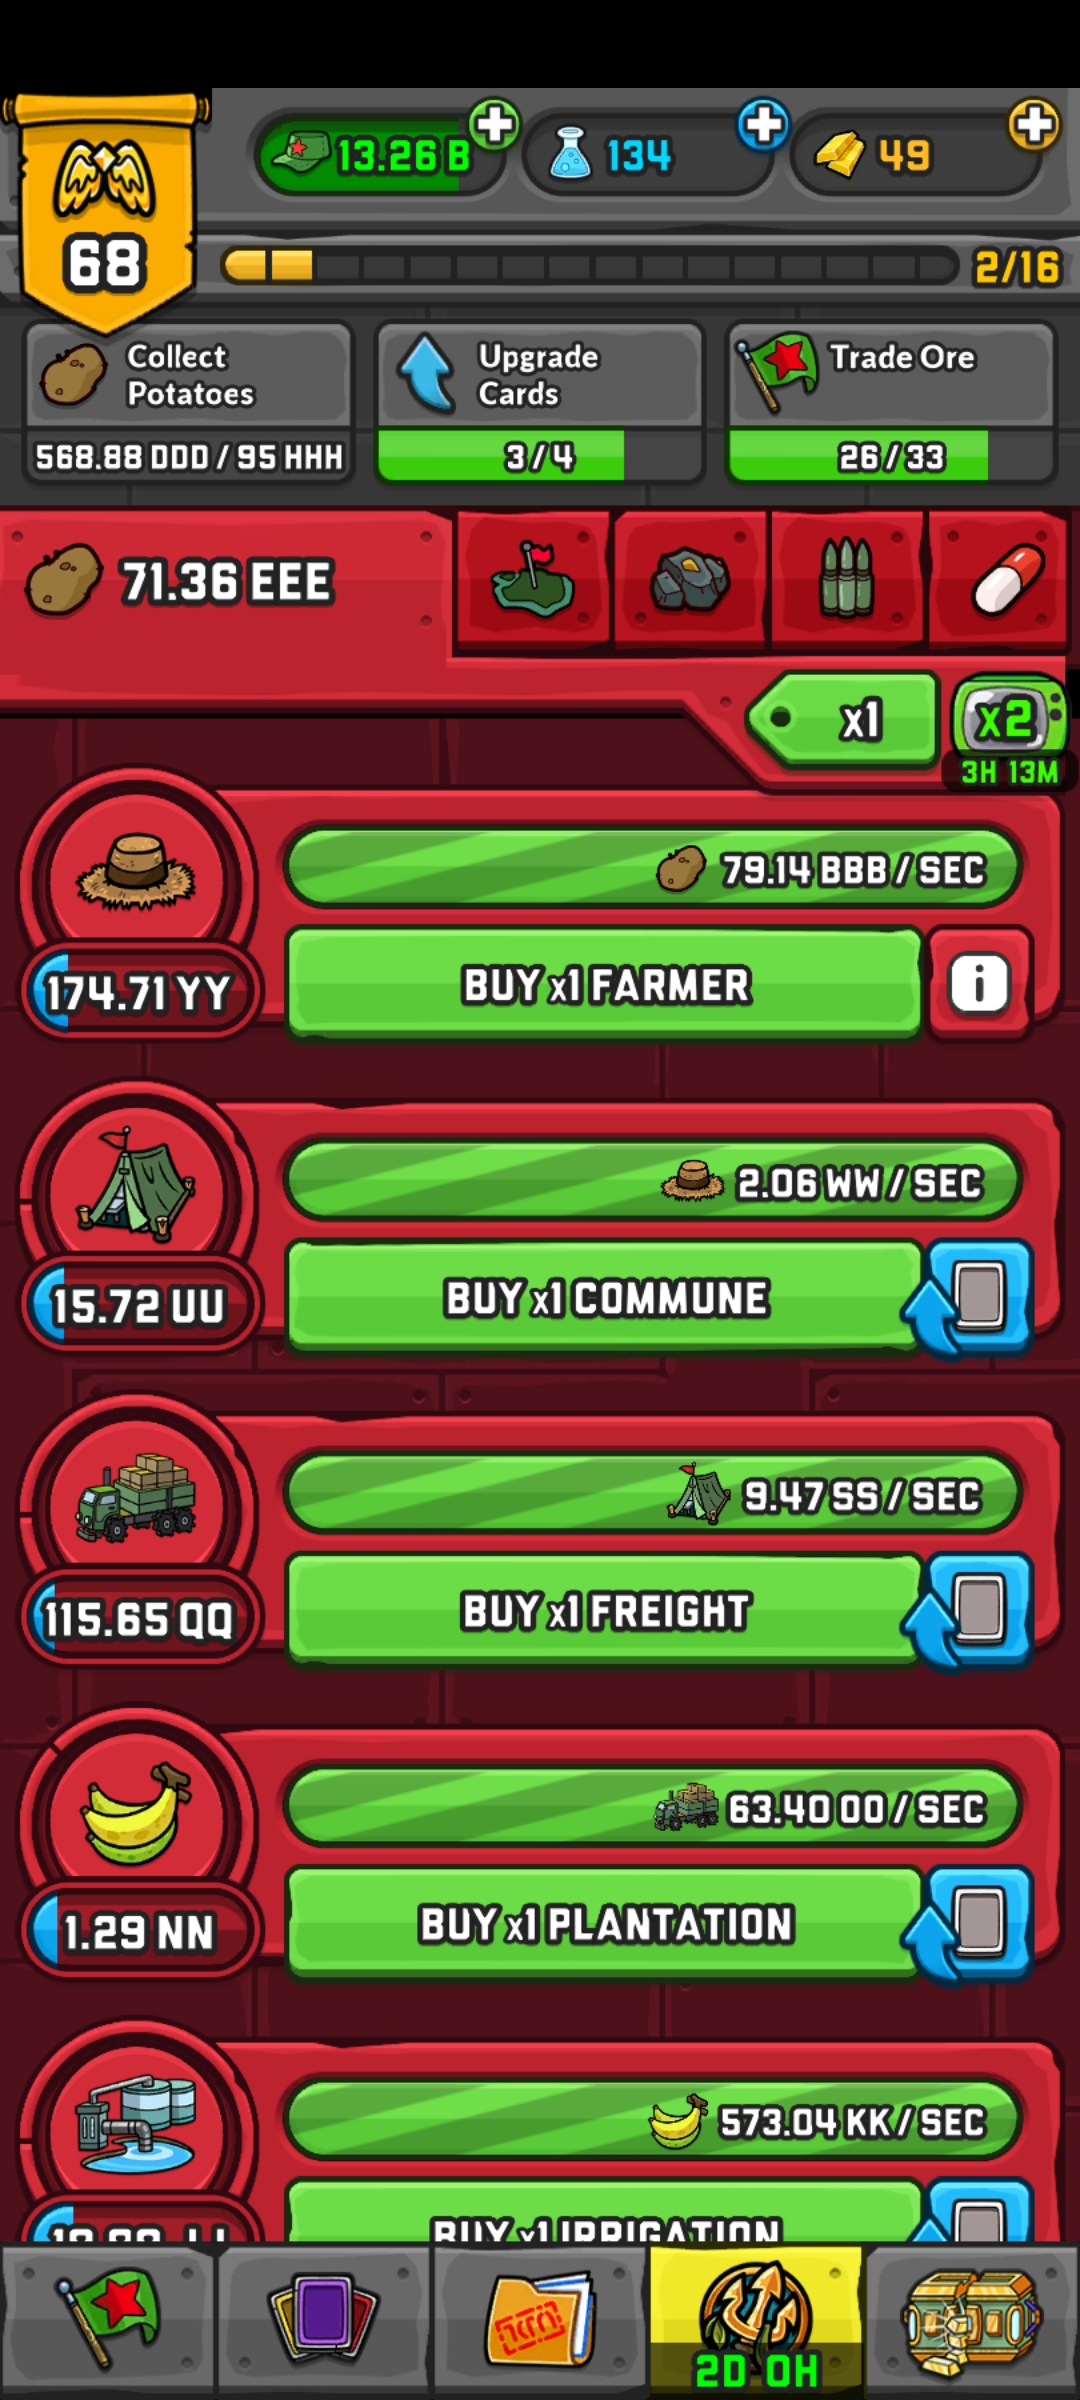 13.26 B
134
49
68
2/16
Collect
Potatoes
568.88 DDD / 95 HHH
Upgrade
Cards
3/4
Trade Ore
26/33
71.36 EEE
x1
x2
3H 13M
79.14 BBB / SEC
174.71 YY
BUY x1 FARMER
i
2.06 WW / SEC
15.72 UU
BUY x1 COMMUNE
9.47 SS / SEC
115.65 QQ
BUY x1 FREIGHT
63.40 OO / SEC
1.29 NN
BUY x1 PLANTATION
573.04 KK / SEC
BUY x1 IRRIGATION
2D 0H